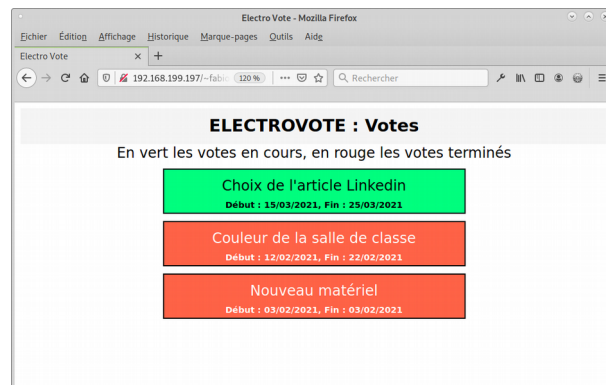 Electro Vote - Mozilla Firefox
Fichier Édition Affichage Historique Marque-pages Outils Aide
Electro Vote × +
192.168.199.197/~fabi 120 % ··· Rechercher
ELECTROVOTE : Votes
En vert les votes en cours, en rouge les votes terminés
Choix de l'article Linkedin
Début : 15/03/2021, Fin : 25/03/2021
Couleur de la salle de classe
Début : 12/02/2021, Fin : 22/02/2021
Nouveau matériel
Début : 03/02/2021, Fin : 03/02/2021